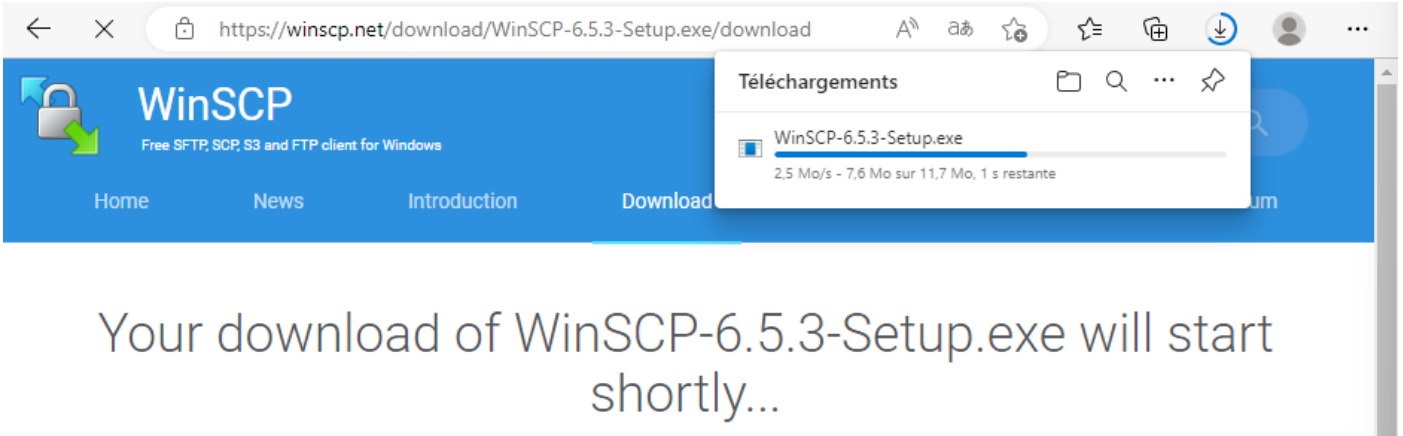 https://winscp.net/download/WinSCP-6.5.3-Setup.exe/download
Téléchargements
WinSCP-6.5.3-Setup.exe
2,5 Mo/s - 7,6 Mo sur 11,7 Mo, 1 s restante
WinSCP
Free SFTP, SCP, S3 and FTP client for Windows
Home News Introduction Download um
Your download of WinSCP-6.5.3-Setup.exe will start
shortly...